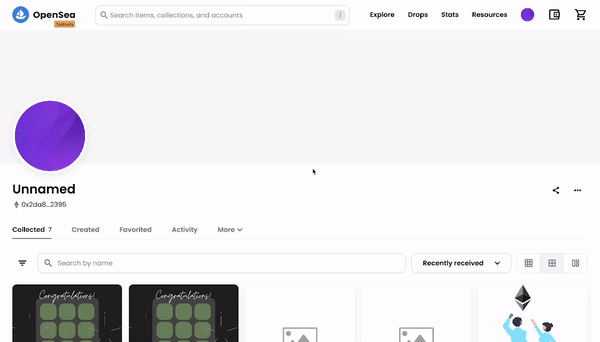 OpenSea
Testnets
Search items, collections, and accounts
/
Explore
Drops
Stats
Resources
Unnamed
0x2da8...2395
Collected 7
Created
Favorited
Activity
More
Search by name
Recently received
Congratulations!
Congratulations!